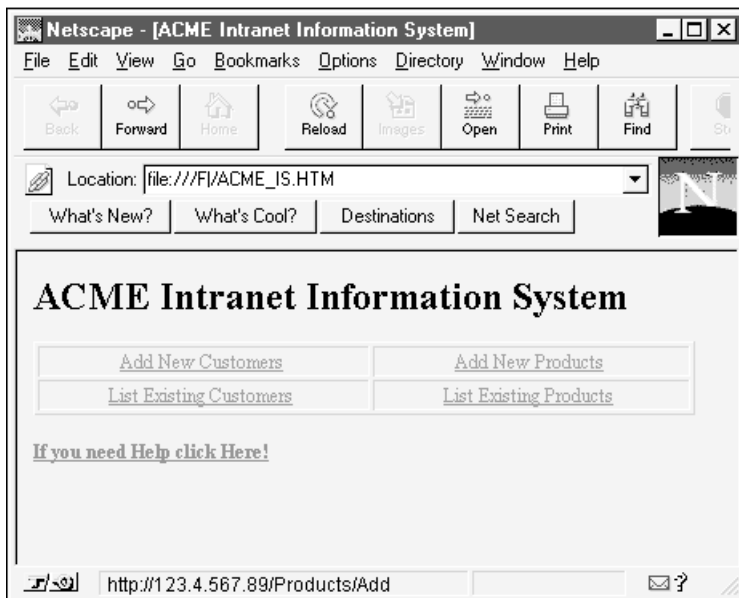 Netscape - [ACME Intranet Information System]
File Edit View Go Bookmarks Options Directory Window Help
Back Forward Home Reload Images Open Print Find
Location: file:///F|/ACME_IS.HTM
N
What's New? What's Cool? Destinations Net Search
ACME Intranet Information System
Add New Customers Add New Products
List Existing Customers List Existing Products
If you need Help click Here!
http://123.4.567.89/Products/Add